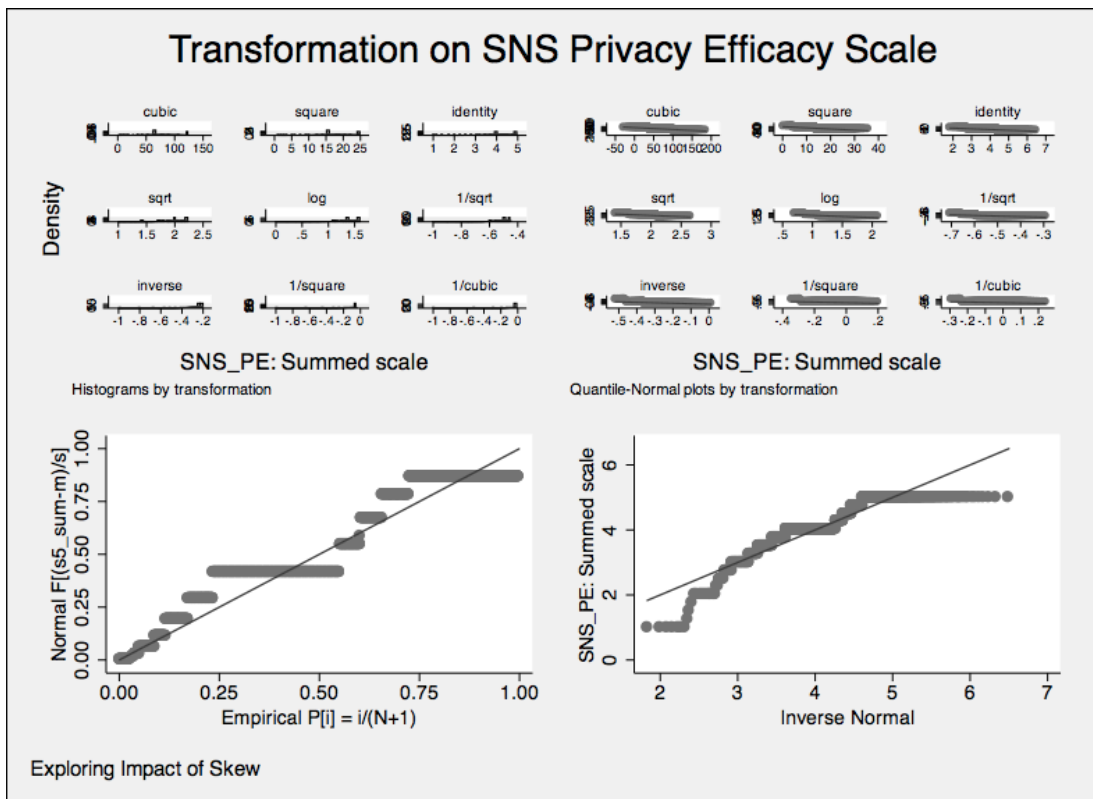 Transformation on SNS Privacy Efficacy Scale
cubic square identity
0 50 100 150 0 5 10 15 20 25 1 2 3 4 5
sqrt log 1/sqrt
1 1.5 2 2.5 0 .5 1 1.5 -1 -.8 -.6 -.4
inverse 1/square 1/cubic
-1 -.8 -.6 -.4 -.2 -1 -.8 -.6 -.4 -.2 0 -1 -.8 -.6 -.4 -.2 0
Density
SNS_PE: Summed scale
Histograms by transformation
cubic square identity
-50 0 50 100 150 200 0 10 20 30 40 2 3 4 5 6 7
sqrt log 1/sqrt
1.5 2 2.5 3 .5 1 1.5 2 -.7 -.6 -.5 -.4 -.3
inverse 1/square 1/cubic
-.5 -.4 -.3 -.2 -.1 0 -.4 -.2 0 .2 -.3 -.2 -.1 0 .1 .2
SNS_PE: Summed scale
Quantile-Normal plots by transformation
Normal F[(s5_sum-m)/s]
1.00
0.75
0.50
0.25
0.00
0.00 0.25 0.50 0.75 1.00
Empirical P[i] = i/(N+1)
SNS_PE: Summed scale
6
4
2
0
2 3 4 5 6 7
Inverse Normal
Exploring Impact of Skew